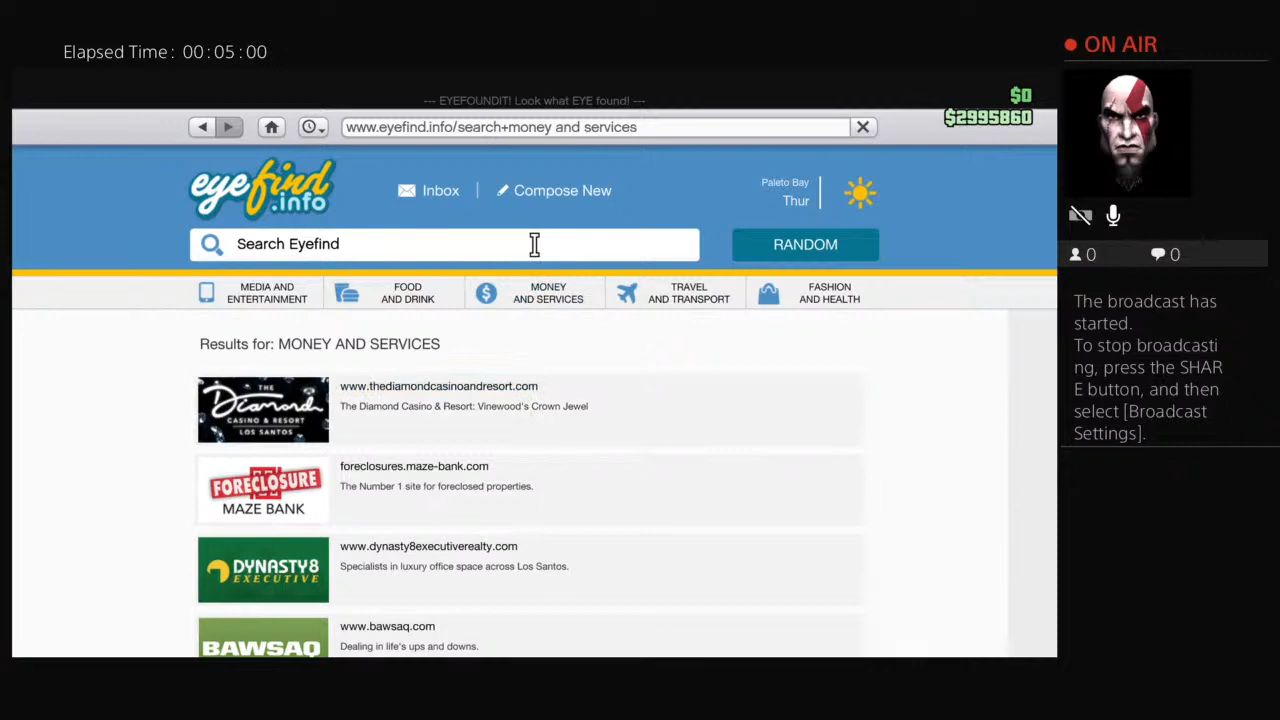 Elapsed Time: 00:05:00
ON AIR
--- EYEFOUNDIT! Look what EYE found! ---
$0
$2995860
www.eyefind.info/search+money and services
eyefind
.info
Inbox
Compose New
Paleto Bay
Thur
Search Eyefind
RANDOM
MEDIA AND
ENTERTAINMENT
FOOD
AND DRINK
MONEY
AND SERVICES
TRAVEL
AND TRANSPORT
FASHION
AND HEALTH
Results for: MONEY AND SERVICES
THE
Diamond
CASINO & RESORT
LOS SANTOS
www.thediamondcasinoandresort.com
The Diamond Casino & Resort: Vinewood's Crown Jewel
FORECLOSURE
MAZE BANK
foreclosures.maze-bank.com
The Number 1 site for foreclosed properties.
DYNASTY8
EXECUTIVE
www.dynasty8executiverealty.com
Specialists in luxury office space across Los Santos.
BAWSAQ
www.bawsaq.com
Dealing in life's ups and downs.
0
0
The broadcast has
started.
To stop broadcasti
ng, press the SHAR
E button, and then
select [Broadcast
Settings].